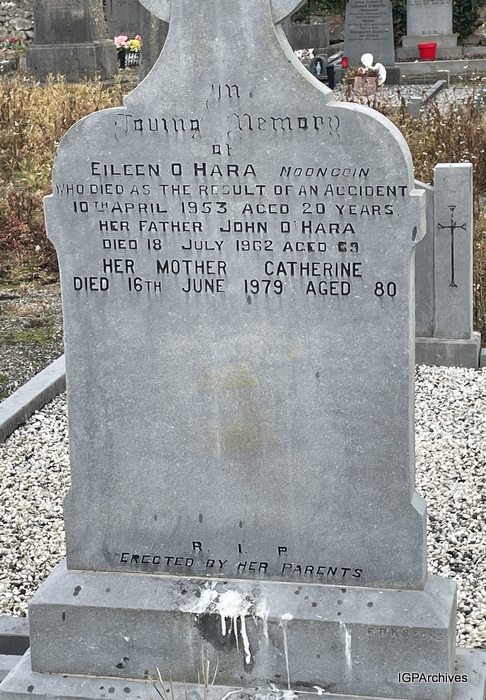 In
Loving Memory
of
EILEEN O'HARA MOONCOIN
WHO DIED AS THE RESULT OF AN ACCIDENT
10TH APRIL 1953 AGED 20 YEARS
HER FATHER JOHN O'HARA
DIED 18 JULY 1962 AGED
HER MOTHER CATHERINE
DIED 16TH JUNE 1979 AGED 80
R. I. P.
ERECTED BY HER PARENTS
IGPArchives